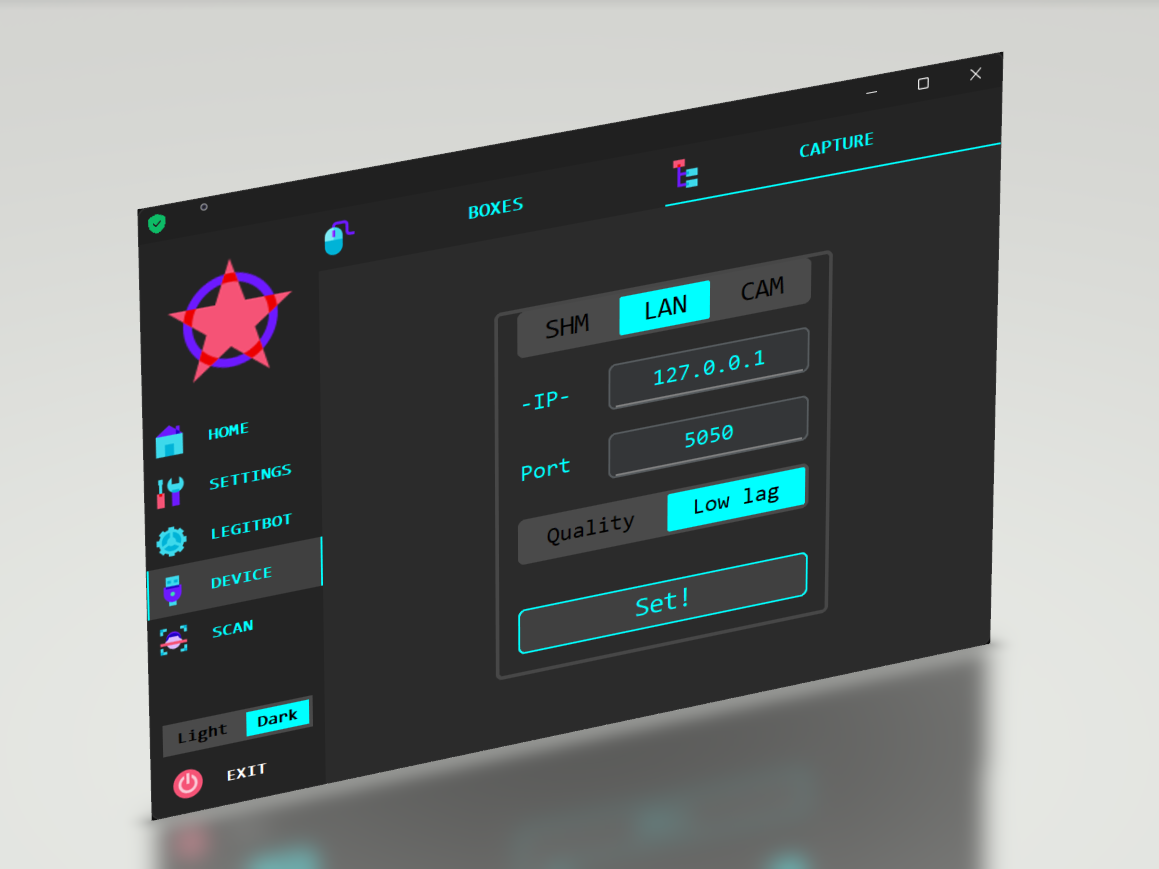 BOXES
CAPTURE
HOME
SETTINGS
LEGITBOT
DEVICE
SCAN
Light Dark
EXIT
SHM LAN CAM
-IP- 127.0.0.1
Port 5050
Quality Low lag
Set!